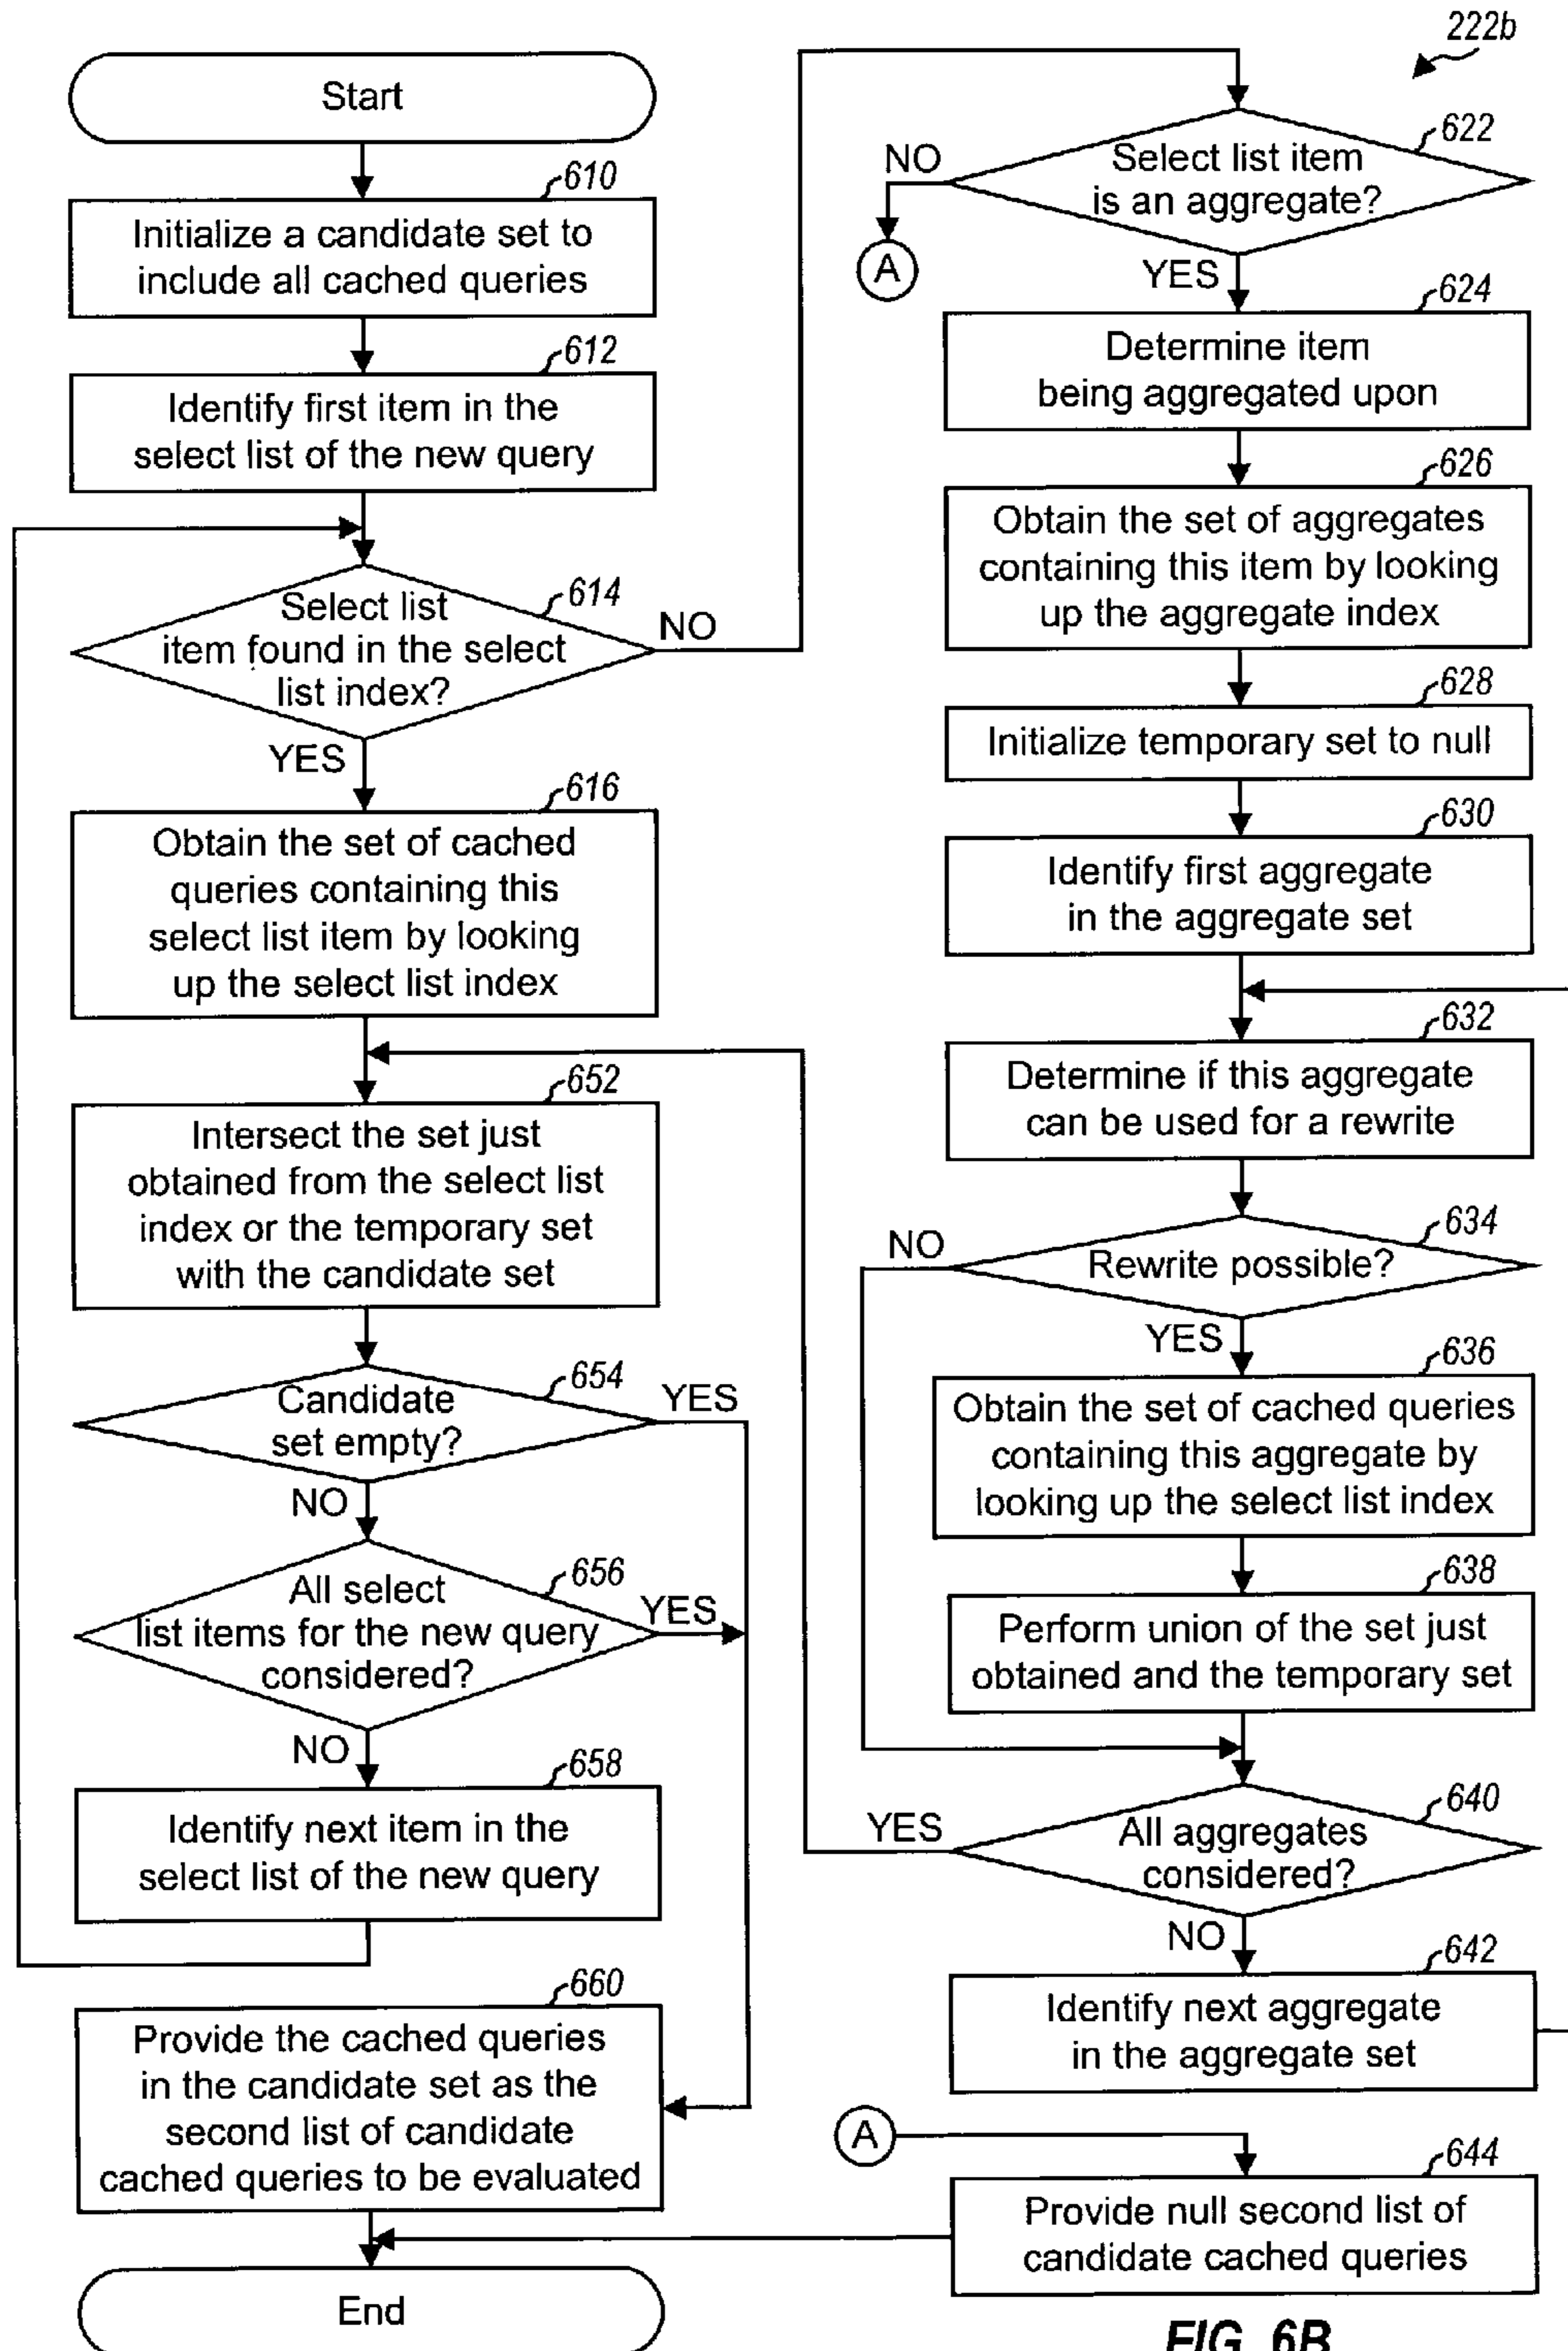 222b
Start
610
Initialize a candidate set to
include all cached queries
612
Identify first item in the
select list of the new query
614
Select list
item found in the select
list index?
NO
YES
616
Obtain the set of cached
queries containing this
select list item by looking
up the select list index
652
Intersect the set just
obtained from the select list
index or the temporary set
with the candidate set
654
Candidate
set empty?
YES
NO
656
All select
list items for the new query
considered?
YES
NO
658
Identify next item in the
select list of the new query
660
Provide the cached queries
in the candidate set as the
second list of candidate
cached queries to be evaluated
End
622
Select list item
is an aggregate?
NO
A
YES
624
Determine item
being aggregated upon
626
Obtain the set of aggregates
containing this item by looking
up the aggregate index
628
Initialize temporary set to null
630
Identify first aggregate
in the aggregate set
632
Determine if this aggregate
can be used for a rewrite
634
Rewrite possible?
NO
YES
636
Obtain the set of cached queries
containing this aggregate by
looking up the select list index
638
Perform union of the set just
obtained and the temporary set
640
All aggregates
considered?
YES
NO
642
Identify next aggregate
in the aggregate set
A
644
Provide null second list of
candidate cached queries
FIG. 6B